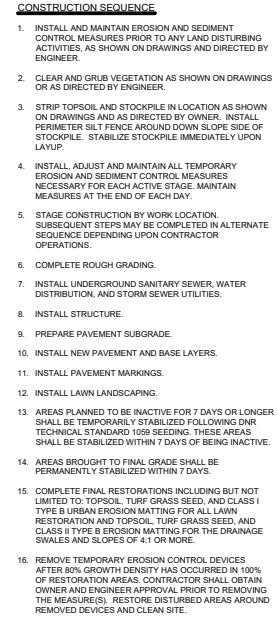 CONSTRUCTION SEQUENCE
1. INSTALL AND MAINTAIN EROSION AND SEDIMENT
CONTROL MEASURES PRIOR TO ANY LAND DISTURBING
ACTIVITIES, AS SHOWN ON DRAWINGS AND DIRECTED BY
ENGINEER.
2. CLEAR AND GRUB VEGETATION AS SHOWN ON DRAWINGS
OR AS DIRECTED BY ENGINEER.
3. STRIP TOPSOIL AND STOCKPILE IN LOCATION AS SHOWN
ON DRAWINGS AND AS DIRECTED BY OWNER. INSTALL
PERIMETER SILT FENCE AROUND DOWN SLOPE SIDE OF
STOCKPILE. STABILIZE STOCKPILE IMMEDIATELY UPON
LAYUP.
4. INSTALL, ADJUST AND MAINTAIN ALL TEMPORARY
EROSION AND SEDIMENT CONTROL MEASURES
NECESSARY FOR EACH ACTIVE STAGE. MAINTAIN
MEASURES AT THE END OF EACH DAY.
5. STAGE CONSTRUCTION BY WORK LOCATION.
SUBSEQUENT STEPS MAY BE COMPLETED IN ALTERNATE
SEQUENCE DEPENDING UPON CONTRACTOR
OPERATIONS.
6. COMPLETE ROUGH GRADING.
7. INSTALL UNDERGROUND SANITARY SEWER, WATER
DISTRIBUTION, AND STORM SEWER UTILITIES.
8. INSTALL STRUCTURE.
9. PREPARE PAVEMENT SUBGRADE.
10. INSTALL NEW PAVEMENT AND BASE LAYERS.
11. INSTALL PAVEMENT MARKINGS.
12. INSTALL LAWN LANDSCAPING.
13. AREAS PLANNED TO BE INACTIVE FOR 7 DAYS OR LONGER
SHALL BE TEMPORARILY STABILIZED FOLLOWING DNR
TECHNICAL STANDARD 1059 SEEDING. THESE AREAS
SHALL BE STABILIZED WITHIN 7 DAYS OF BEING INACTIVE.
14. AREAS BROUGHT TO FINAL GRADE SHALL BE
PERMANENTLY STABILIZED WITHIN 7 DAYS.
15. COMPLETE FINAL RESTORATIONS INCLUDING BUT NOT
LIMITED TO: TOPSOIL, TURF GRASS SEED, AND CLASS I
TYPE B URBAN EROSION MATTING FOR ALL LAWN
RESTORATION AND TOPSOIL, TURF GRASS SEED, AND
CLASS II TYPE B EROSION MATTING FOR THE DRAINAGE
SWALES AND SLOPES OF 4:1 OR MORE.
16. REMOVE TEMPORARY EROSION CONTROL DEVICES
AFTER 80% GROWTH DENSITY HAS OCCURRED IN 100%
OF RESTORATION AREAS. CONTRACTOR SHALL OBTAIN
OWNER AND ENGINEER APPROVAL PRIOR TO REMOVING
THE MEASURE(S). RESTORE DISTURBED AREAS AROUND
REMOVED DEVICES AND CLEAN SITE.